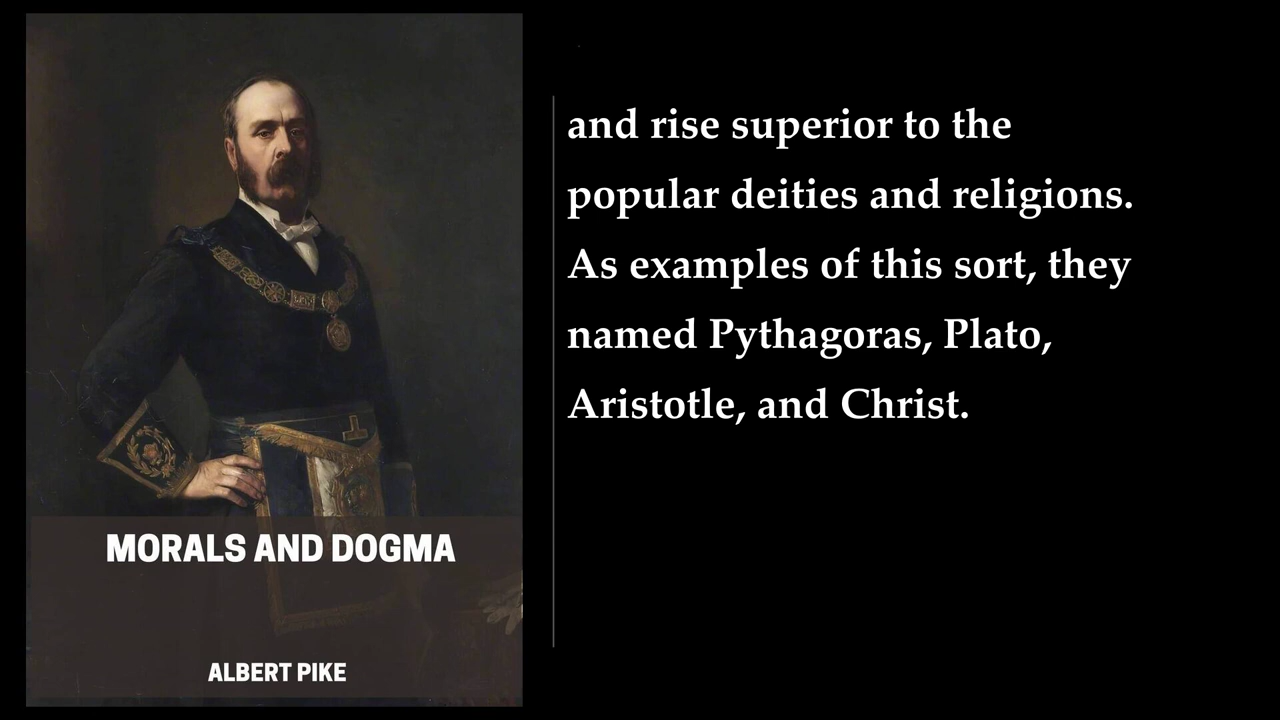 MORALS AND DOGMA
ALBERT PIKE
and rise superior to the
popular deities and religions.
As examples of this sort, they
named Pythagoras, Plato,
Aristotle, and Christ.